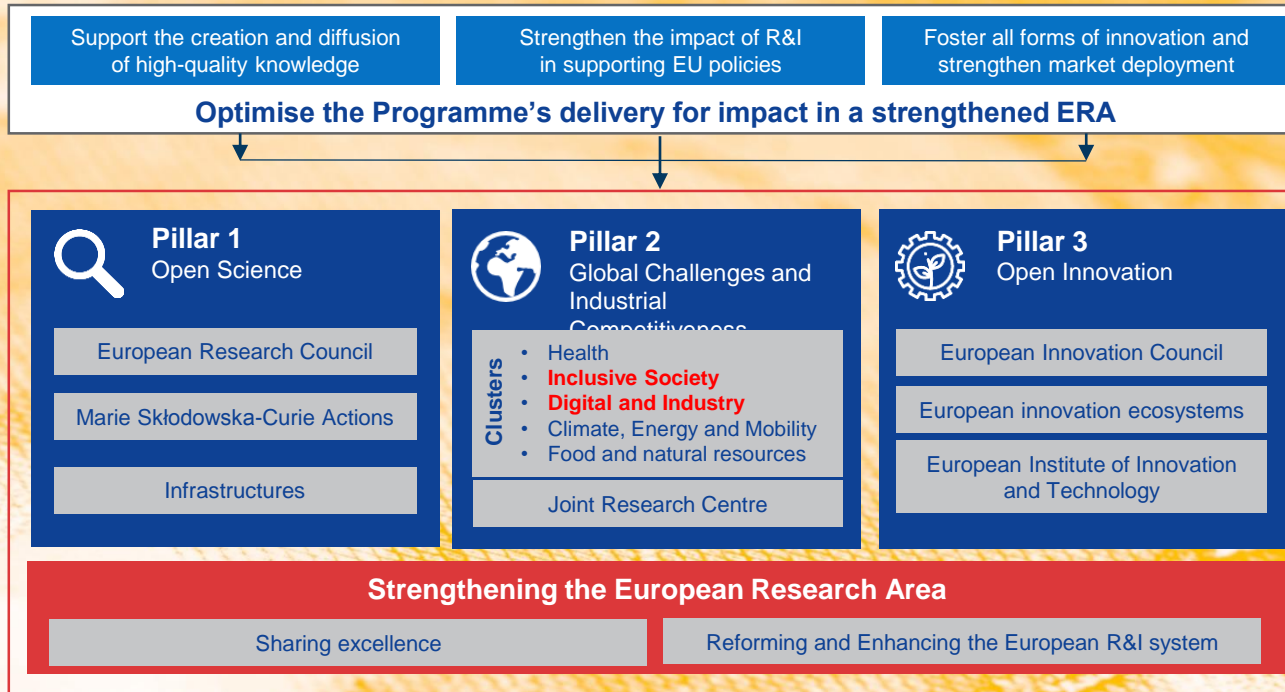 Support the creation and diffusion
of high-quality knowledge
Strengthen the impact of R&I
in supporting EU policies
Foster all forms of innovation and
strengthen market deployment
Optimise the Programme's delivery for impact in a strengthened ERA
Pillar 1
Open Science
European Research Council
Marie Skłodowska-Curie Actions
Infrastructures
Pillar 2
Global Challenges and
Industrial
Competitiveness
Clusters
• Health
• Inclusive Society
• Digital and Industry
• Climate, Energy and Mobility
• Food and natural resources
Joint Research Centre
Pillar 3
Open Innovation
European Innovation Council
European innovation ecosystems
European Institute of Innovation
and Technology
Strengthening the European Research Area
Sharing excellence
Reforming and Enhancing the European R&I system